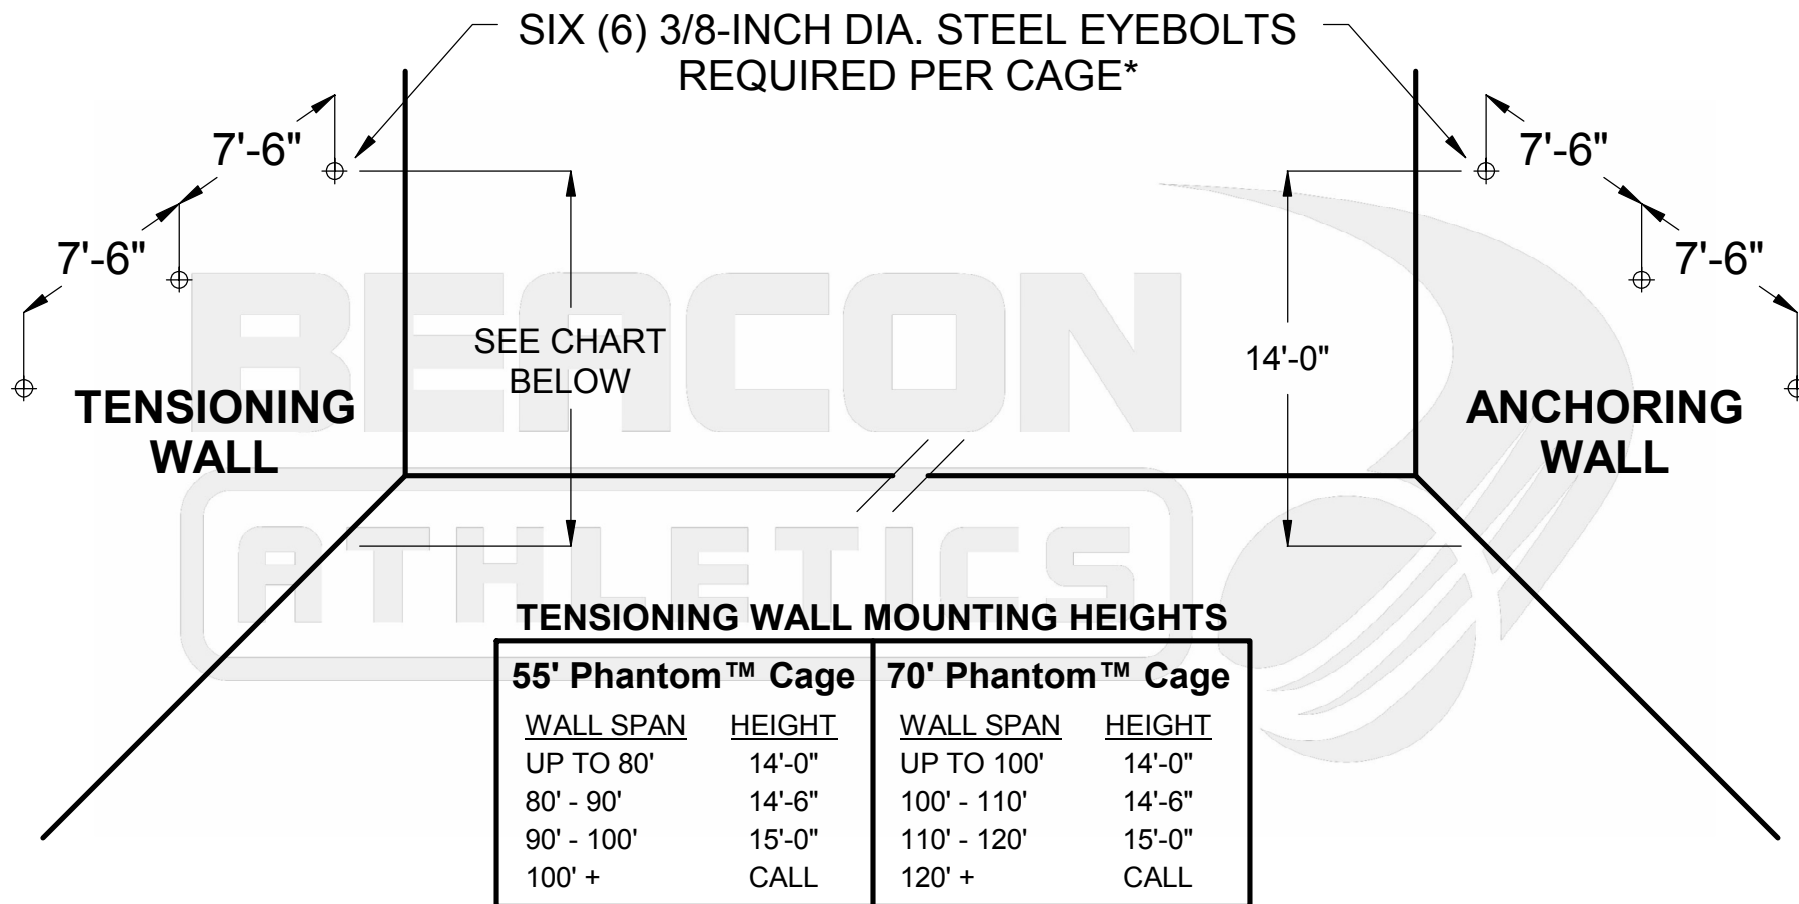 SIX (6) 3/8-INCH DIA. STEEL EYEBOLTS
REQUIRED PER CAGE*
7'-6"
7'-6"
7'-6"
7'-6"
SEE CHART
BELOW
14'-0"
TENSIONING
WALL
ANCHORING
WALL
BEACON
ATHLETICS
TENSIONING WALL MOUNTING HEIGHTS
55' Phantom™ Cage 70' Phantom™ Cage
WALL SPAN HEIGHT WALL SPAN HEIGHT
UP TO 80' 14'-0" UP TO 100' 14'-0"
80' - 90' 14'-6" 100' - 110' 14'-6"
90' - 100' 15'-0" 110' - 120' 15'-0"
100' + CALL 120' + CALL